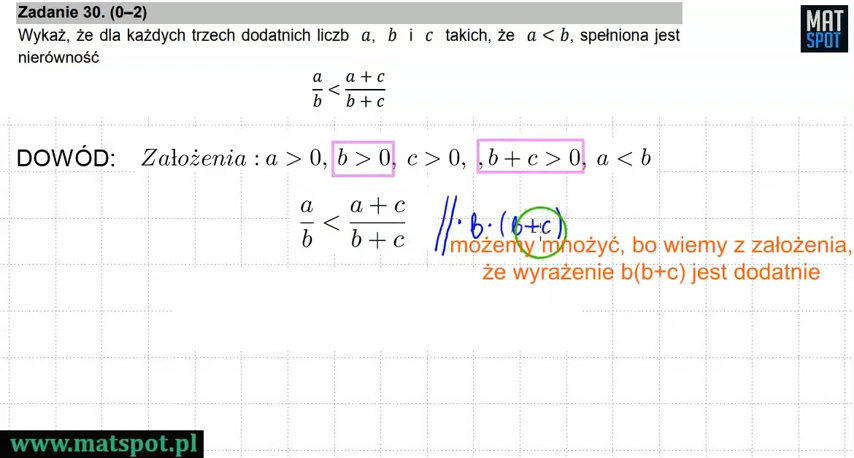 Zadanie 30. (0–2)
MAT
SPOT
Wykaż, że dla każdych trzech dodatnich liczb a, b i c takich, że a < b, spełniona jest
nierówność
a/b < a + c/b + c
DOWÓD: Założenia : a > 0, b > 0, c > 0, ,b + c > 0, a < b
a/b < a + c/b + c // · b · (b+c)
możemy mnożyć, bo wiemy z założenia,
że wyrażenie b(b+c) jest dodatnie
www.matspot.pl